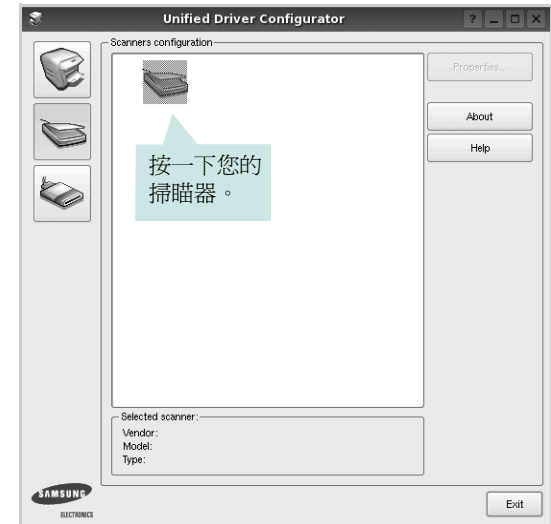 Unified Driver Configurator
Scanners configuration
Properties...
About
Help
按一下您的
掃瞄器。
Selected scanner:
Vendor:
Model:
Type:
SAMSUNG
ELECTRONICS
Exit